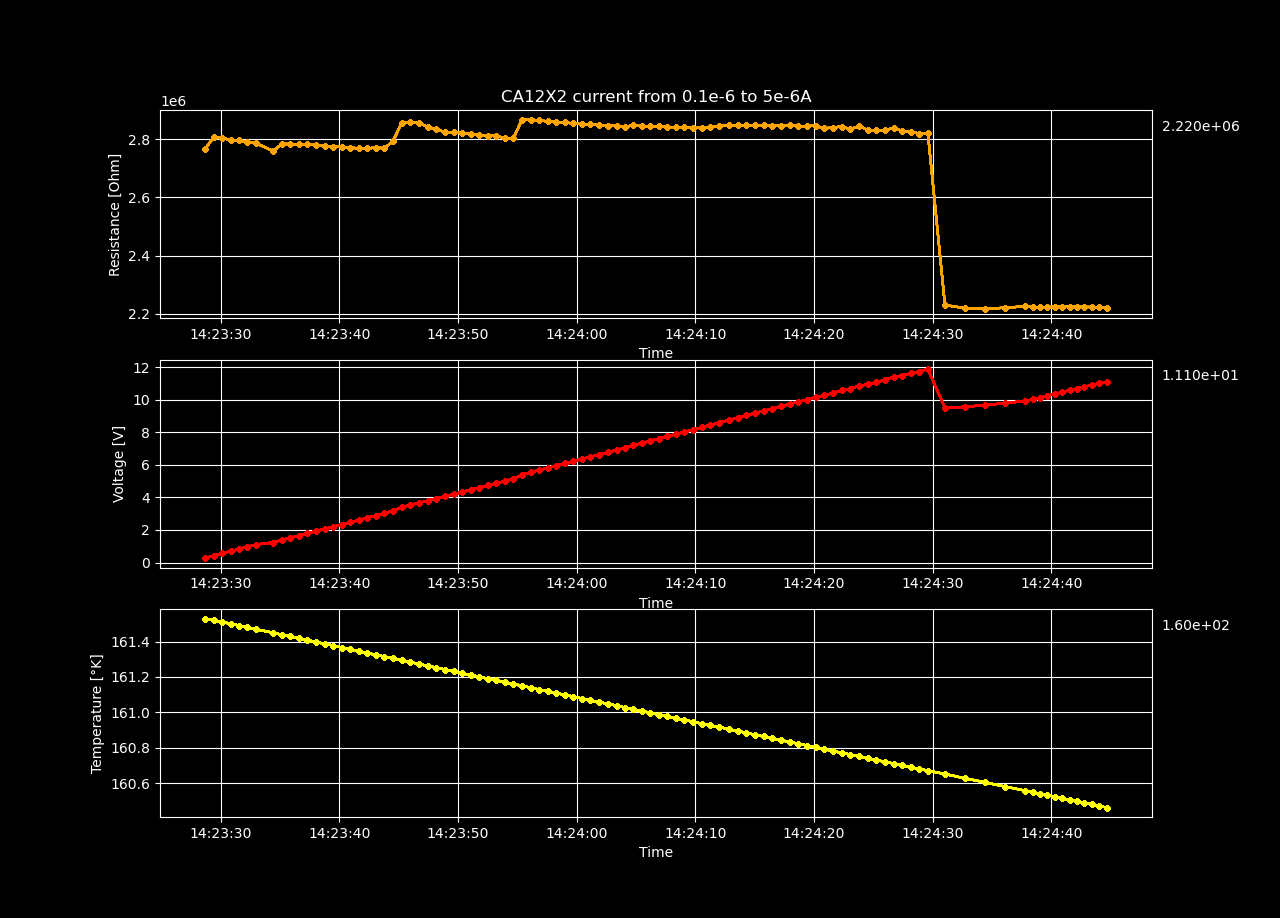 CA12X2 current from 0.1e-6 to 5e-6A
1e6
2.220e+06
2.8
2.6
2.4
2.2
Resistance [Ohm]
14:23:30 14:23:40 14:23:50 14:24:00 14:24:10 14:24:20 14:24:30 14:24:40
Time
1.110e+01
12
10
8
6
4
2
0
Voltage [V]
14:23:30 14:23:40 14:23:50 14:24:00 14:24:10 14:24:20 14:24:30 14:24:40
Time
1.60e+02
161.4
161.2
161.0
160.8
160.6
Temperature [°K]
14:23:30 14:23:40 14:23:50 14:24:00 14:24:10 14:24:20 14:24:30 14:24:40
Time